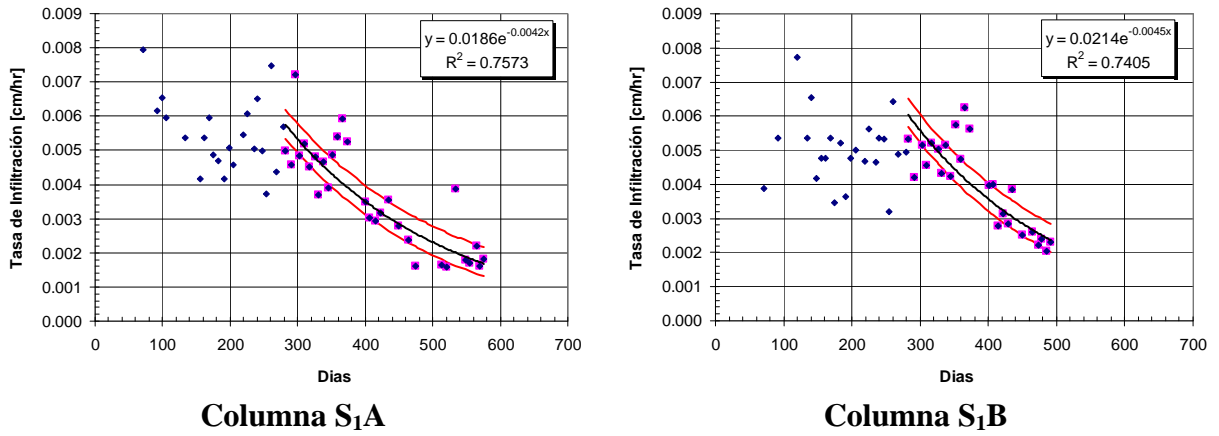 0.009
0.008
0.007
0.006
0.005
0.004
0.003
0.002
0.001
0.000
Tasa de Infiltración [cm/hr]
y = 0.0186e^-0.0042x
R² = 0.7573
0 100 200 300 400 500 600 700
Dias
Columna S₁A
0.009
0.008
0.007
0.006
0.005
0.004
0.003
0.002
0.001
0.000
Tasa de Infiltración [cm/hr]
y = 0.0214e^-0.0045x
R² = 0.7405
0 100 200 300 400 500 600 700
Dias
Columna S₁B